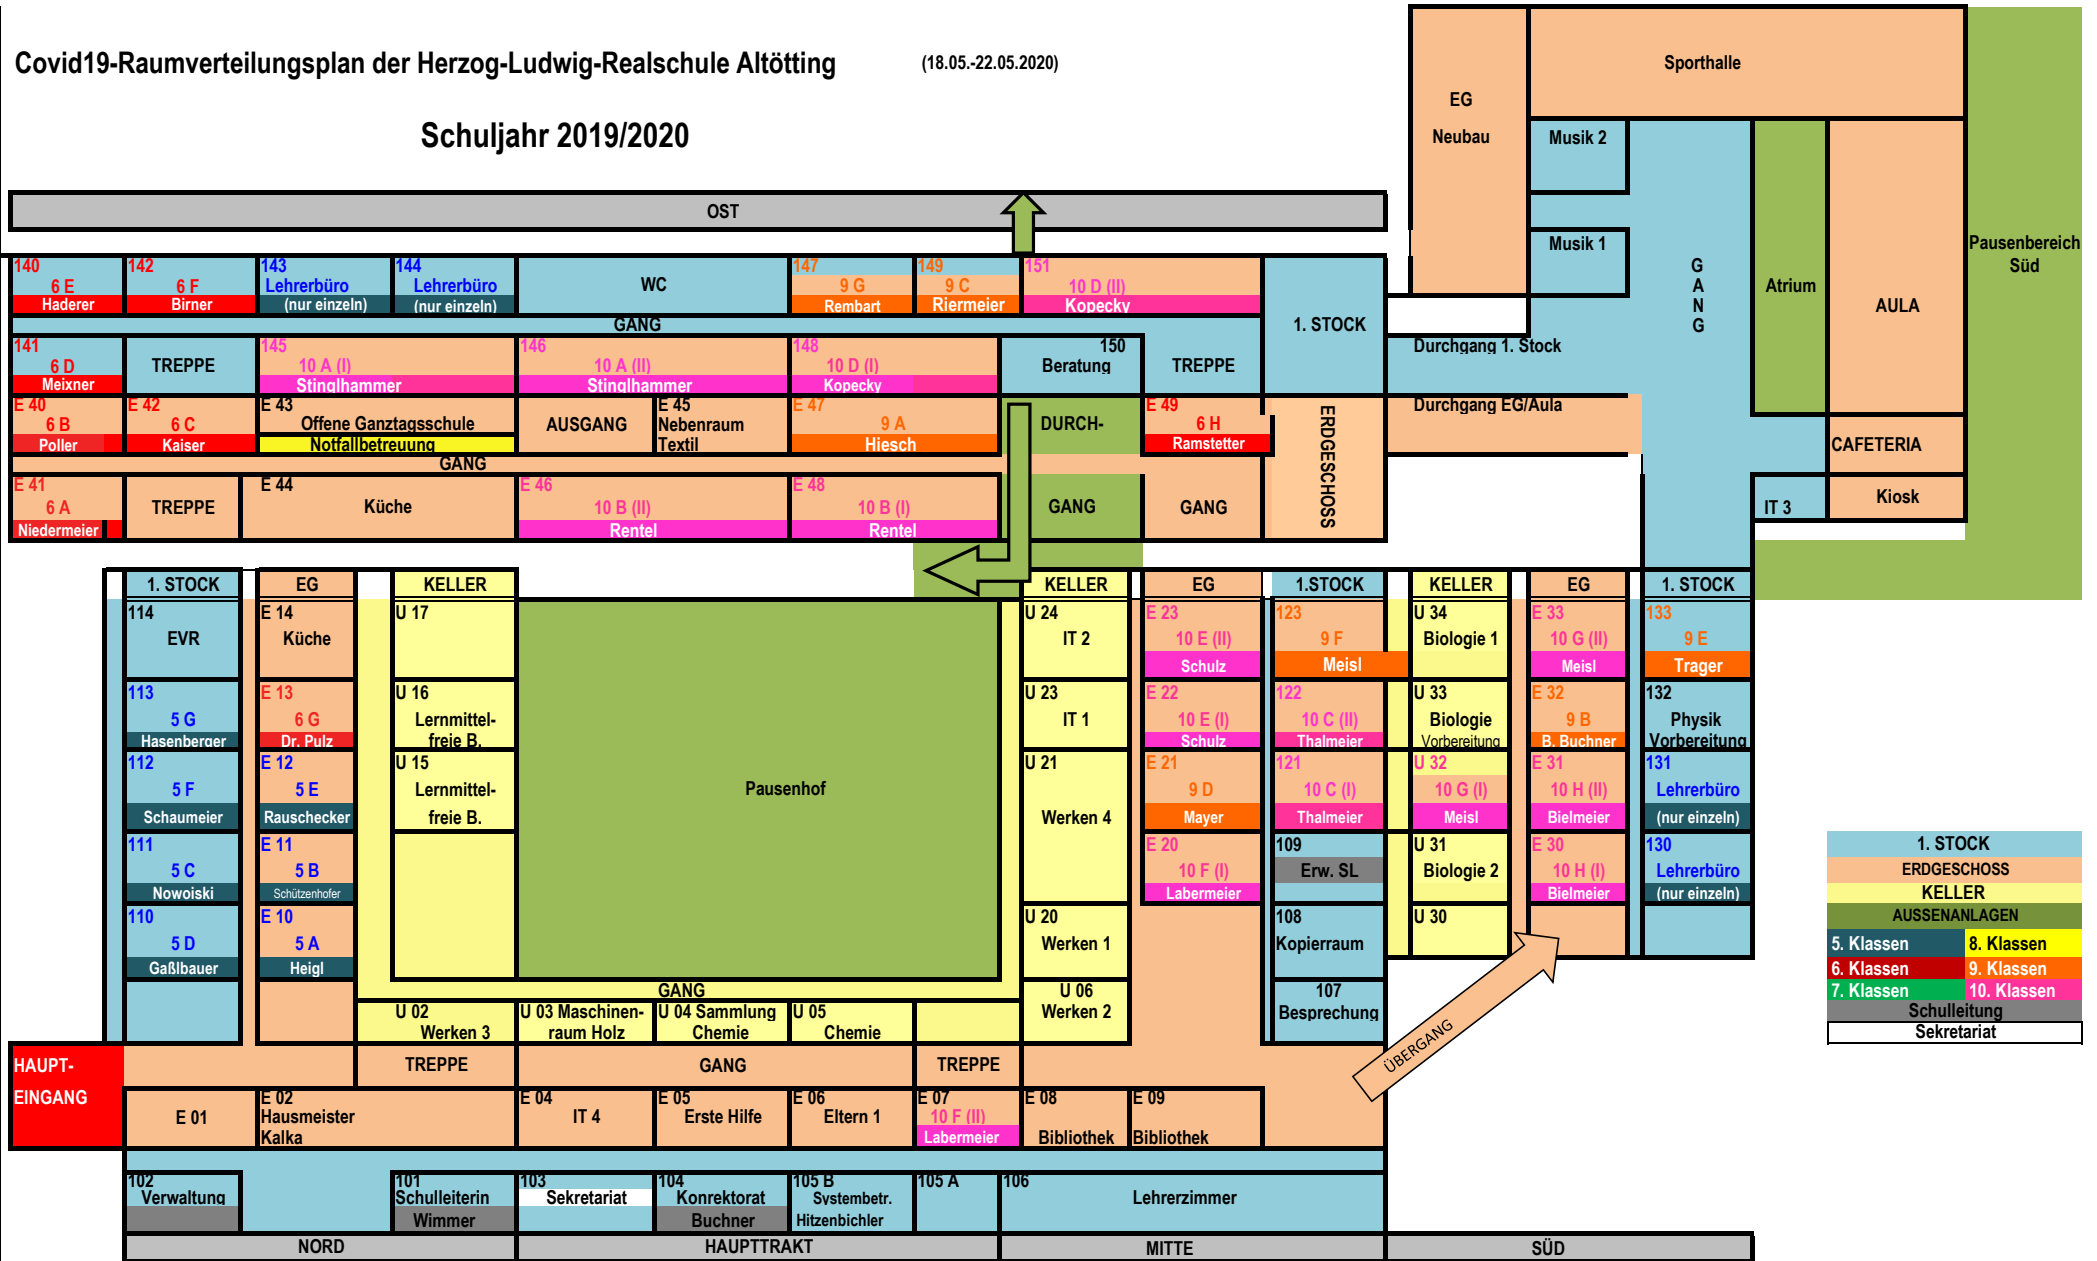 Covid19-Raumverteilungsplan der Herzog-Ludwig-Realschule Altötting
(18.05.-22.05.2020)
Schuljahr 2019/2020
EG
Neubau
Sporthalle
Musik 2
Musik 1
G
A
N
G
Atrium
AULA
Pausenbereich
Süd
OST
140
6 E
Haderer
142
6 F
Birner
143
Lehrerbüro
(nur einzeln)
144
Lehrerbüro
(nur einzeln)
WC
147
9 G
Rembart
149
9 C
Riermeier
151
10 D (II)
Kopecky
1. STOCK
GANG
141
6 D
Meixner
TREPPE
145
10 A (I)
Stinglhammer
146
10 A (II)
Stinglhammer
148
10 D (I)
Kopecky
150
Beratung
TREPPE
Durchgang 1. Stock
E 40
6 B
Poller
E 42
6 C
Kaiser
E 43
Offene Ganztagsschule
Notfallbetreuung
AUSGANG
E 45
Nebenraum
Textil
E 47
9 A
Hiesch
DURCH-
E 49
6 H
Ramstetter
ERDGESCHOSS
Durchgang EG/Aula
CAFETERIA
GANG
E 41
6 A
Niedermeier
TREPPE
E 44
Küche
E 46
10 B (II)
Rentel
E 48
10 B (I)
Rentel
GANG
GANG
IT 3
Kiosk
1. STOCK
EG
KELLER
KELLER
EG
1.STOCK
KELLER
EG
1. STOCK
114
EVR
E 14
Küche
U 17
U 24
IT 2
E 23
10 E (II)
Schulz
123
9 F
Meisl
U 34
Biologie 1
E 33
10 G (II)
Meisl
133
9 E
Trager
113
5 G
Hasenberger
E 13
6 G
Dr. Pulz
U 16
Lernmittel-
freie B.
U 23
IT 1
E 22
10 E (I)
Schulz
122
10 C (II)
Thalmeier
U 33
Biologie
Vorbereitung
E 32
9 B
B. Buchner
132
Physik
Vorbereitung
112
5 F
Schaumeier
E 12
5 E
Rauschecker
U 15
Lernmittel-
freie B.
Pausenhof
U 21
Werken 4
E 21
9 D
Mayer
121
10 C (I)
Thalmeier
U 32
10 G (I)
Meisl
E 31
10 H (II)
Bielmeier
131
Lehrerbüro
(nur einzeln)
111
5 C
Nowoiski
E 11
5 B
Schützenhofer
E 20
10 F (I)
Labermeier
109
Erw. SL
U 31
Biologie 2
E 30
10 H (I)
Bielmeier
130
Lehrerbüro
(nur einzeln)
110
5 D
Gaßlbauer
E 10
5 A
Heigl
U 20
Werken 1
108
Kopierraum
U 30
GANG
U 02
Werken 3
U 03 Maschinen-
raum Holz
U 04 Sammlung
Chemie
U 05
Chemie
U 06
Werken 2
107
Besprechung
ÜBERGANG
1. STOCK
ERDGESCHOSS
KELLER
AUSSENANLAGEN
5. Klassen
8. Klassen
6. Klassen
9. Klassen
7. Klassen
10. Klassen
Schulleitung
Sekretariat
HAUPT-
EINGANG
TREPPE
GANG
TREPPE
E 01
E 02
Hausmeister
Kalka
E 04
IT 4
E 05
Erste Hilfe
E 06
Eltern 1
E 07
10 F (II)
Labermeier
E 08
Bibliothek
E 09
Bibliothek
102
Verwaltung
101
Schulleiterin
Wimmer
103
Sekretariat
104
Konrektorat
Buchner
105 B
Systembetr.
Hitzenbichler
105 A
106
Lehrerzimmer
NORD
HAUPTTRAKT
MITTE
SÜD